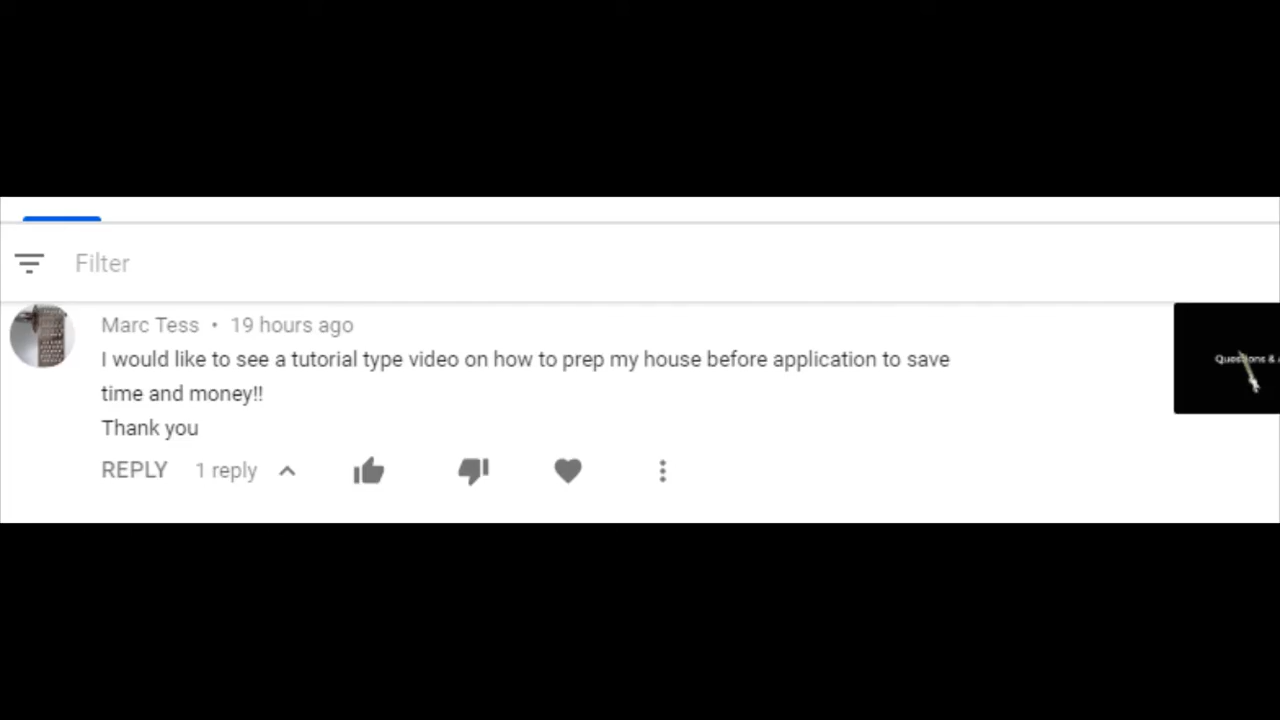 Filter
Marc Tess • 19 hours ago
I would like to see a tutorial type video on how to prep my house before application to save
time and money!!
Thank you
REPLY 1 reply